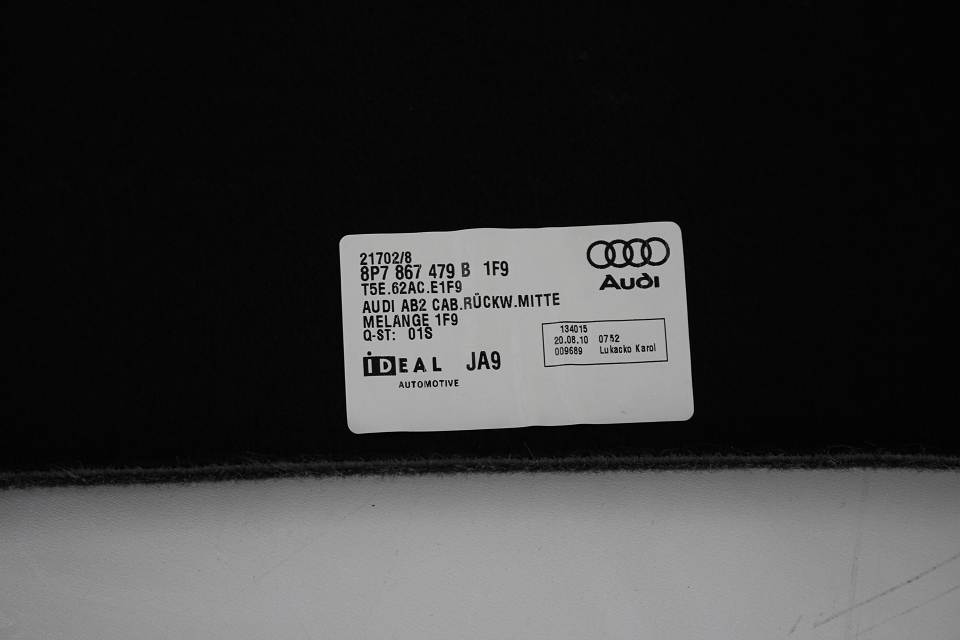 21702/8
8P7 867 479 B 1F9
T5E.62AC.E1F9
AUDI AB2 CAB.RÜCKW.MITTE
MELANGE 1F9
Q-ST: 01S
iDEAL JA9
AUTOMOTIVE
Audi
134015
20.08.10 0752
009689 Lukacko Karol